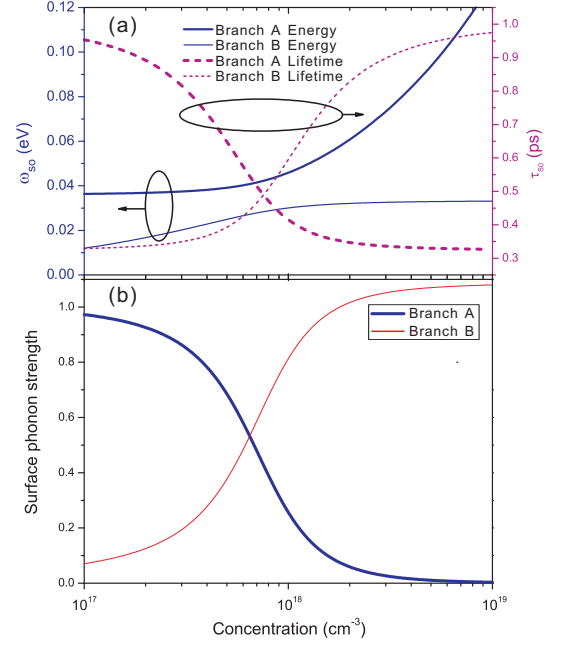 (a)
Branch A Energy
Branch B Energy
Branch A Lifetime
Branch B Lifetime
0.12
0.10
0.08
0.06
0.04
0.02
0.00
ω_so (eV)
1.0
0.9
0.8
0.7
0.6
0.5
0.4
0.3
τ_so (ps)
(b)
Branch A
Branch B
1.0
0.8
0.6
0.4
0.2
0.0
Surface phonon strength
10^17
10^18
10^19
Concentration (cm^-3)